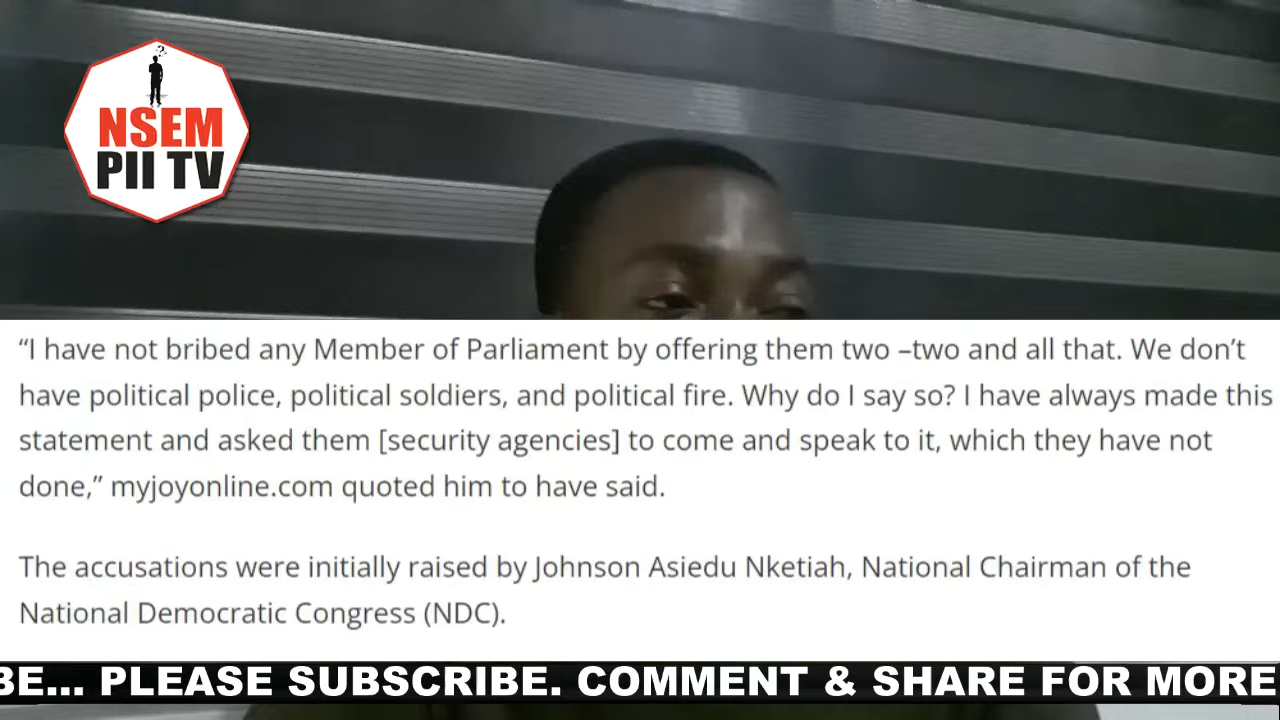 ?
NSEM
PII TV
“I have not bribed any Member of Parliament by offering them two –two and all that. We don’t
have political police, political soldiers, and political fire. Why do I say so? I have always made this
statement and asked them [security agencies] to come and speak to it, which they have not
done,” myjoyonline.com quoted him to have said.
The accusations were initially raised by Johnson Asiedu Nketiah, National Chairman of the
National Democratic Congress (NDC).
BE... PLEASE SUBSCRIBE. COMMENT & SHARE FOR MORE